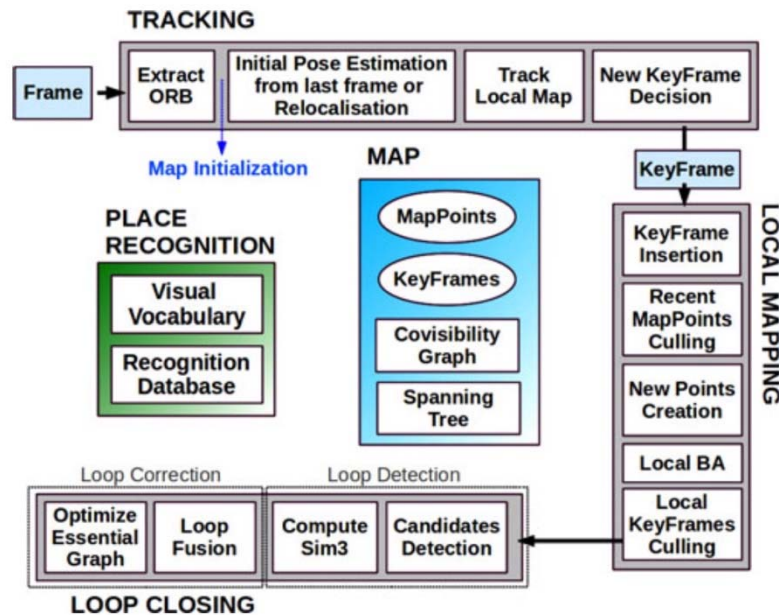 TRACKING
Frame
Extract
ORB
Initial Pose Estimation
from last frame or
Relocalisation
Track
Local Map
New KeyFrame
Decision
Map Initialization
KeyFrame
MAP
MapPoints
KeyFrames
Covisibility
Graph
Spanning
Tree
PLACE
RECOGNITION
Visual
Vocabulary
Recognition
Database
LOCAL MAPPING
KeyFrame
Insertion
Recent
MapPoints
Culling
New Points
Creation
Local BA
Local
KeyFrames
Culling
Loop Correction
Loop Detection
Optimize
Essential
Graph
Loop
Fusion
Compute
Sim3
Candidates
Detection
LOOP CLOSING